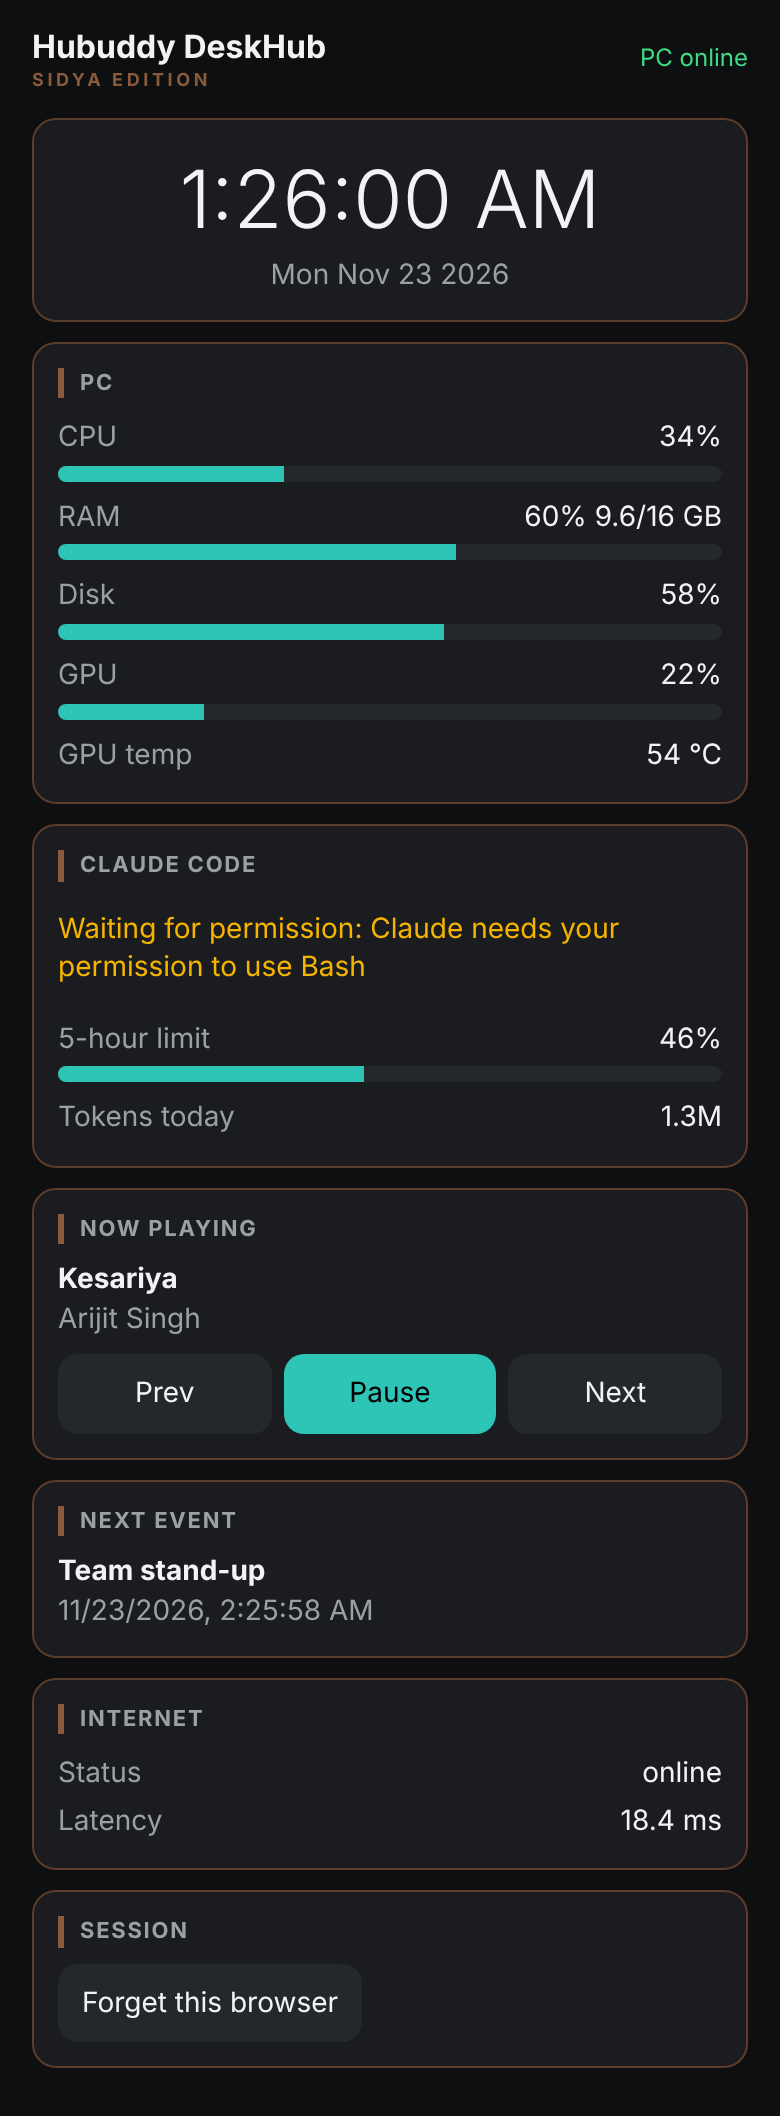 Hubuddy DeskHub
PC online
SIDYA EDITION
1:26:00 AM
Mon Nov 23 2026
PC
CPU 34%
RAM 60% 9.6/16 GB
Disk 58%
GPU 22%
GPU temp 54 °C
CLAUDE CODE
Waiting for permission: Claude needs your
permission to use Bash
5-hour limit 46%
Tokens today 1.3M
NOW PLAYING
Kesariya
Arijit Singh
Prev Pause Next
NEXT EVENT
Team stand-up
11/23/2026, 2:25:58 AM
INTERNET
Status online
Latency 18.4 ms
SESSION
Forget this browser